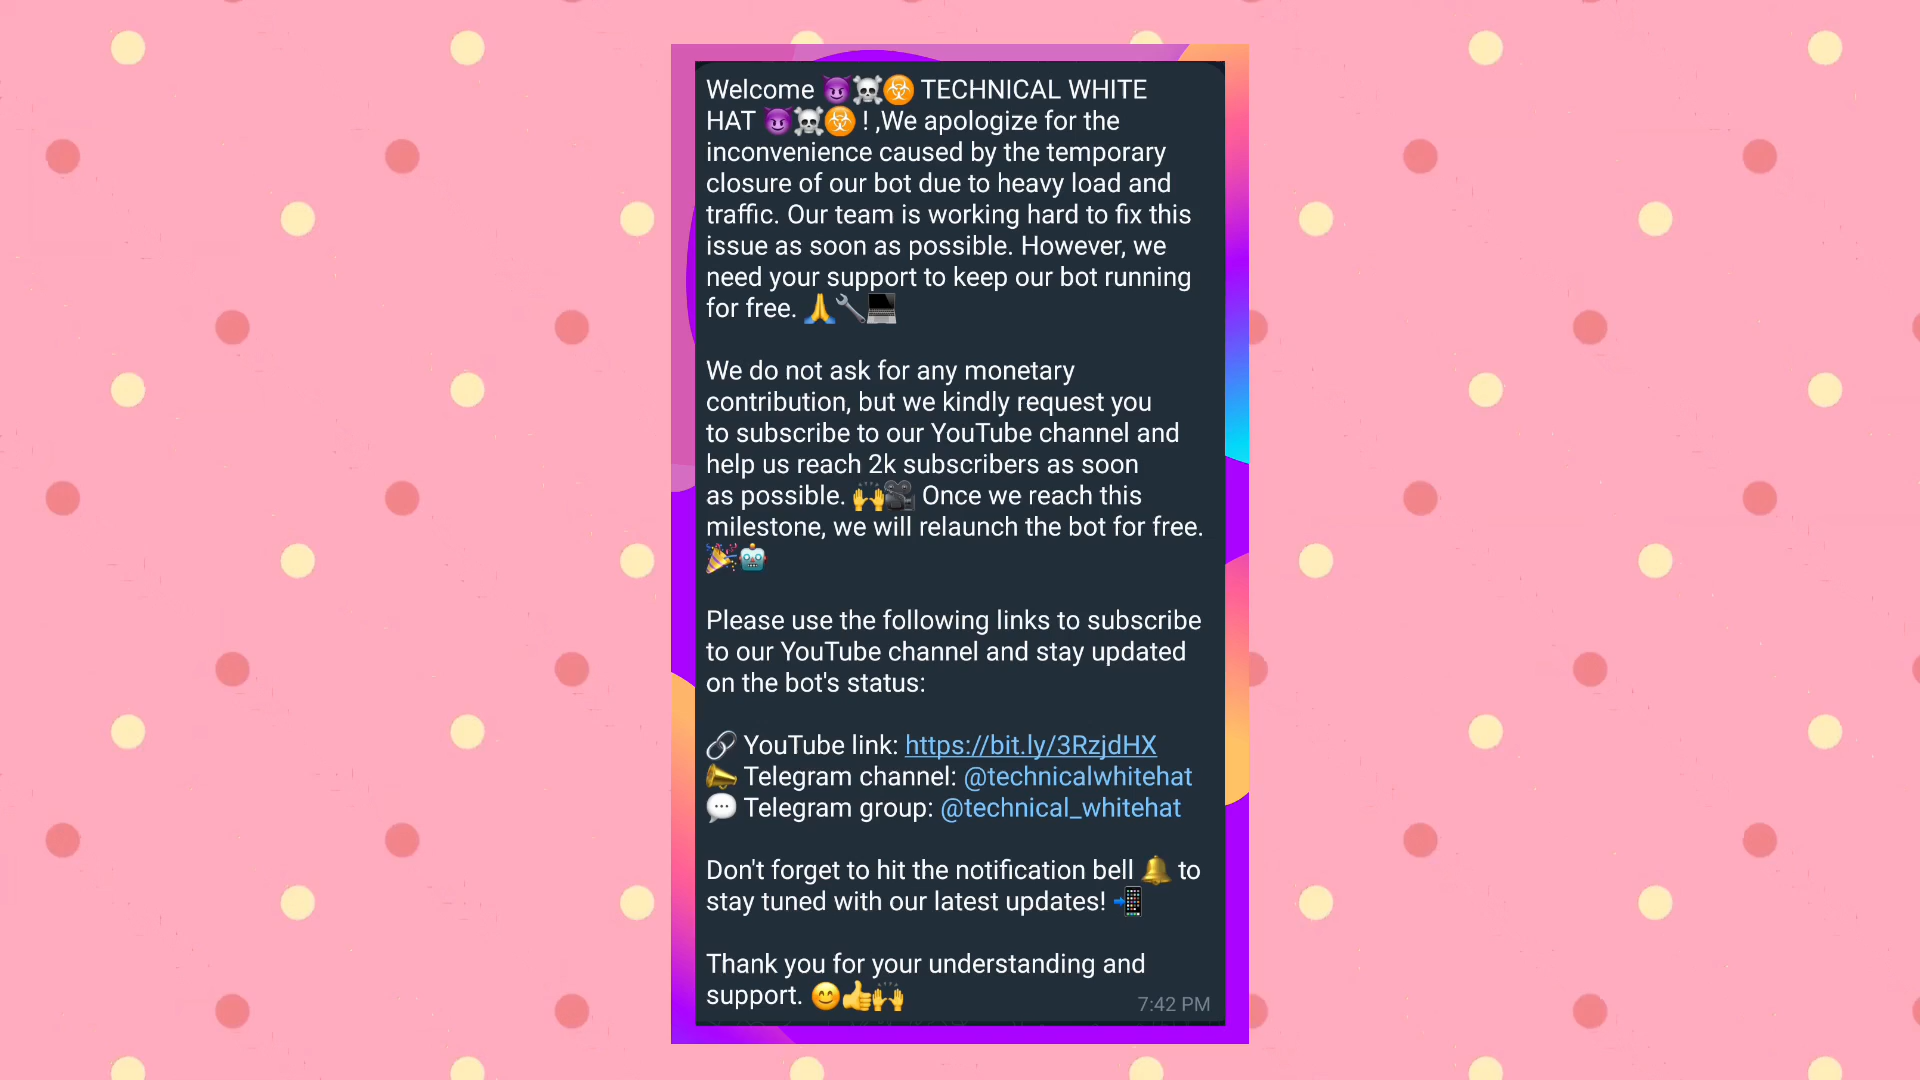 Welcome 😈☠️☣️ TECHNICAL WHITE
HAT 😈☠️☣️ ! ,We apologize for the
inconvenience caused by the temporary
closure of our bot due to heavy load and
traffic. Our team is working hard to fix this
issue as soon as possible. However, we
need your support to keep our bot running
for free. 🙏🔧💻
We do not ask for any monetary
contribution, but we kindly request you
to subscribe to our YouTube channel and
help us reach 2k subscribers as soon
as possible. 🙌🎥 Once we reach this
milestone, we will relaunch the bot for free.
🎉🤖
Please use the following links to subscribe
to our YouTube channel and stay updated
on the bot's status:
🔗 YouTube link: https://bit.ly/3RzjdHX
📣 Telegram channel: @technicalwhitehat
💬 Telegram group: @technical_whitehat
Don't forget to hit the notification bell 🔔 to
stay tuned with our latest updates! 📲
Thank you for your understanding and
support. 😊👍🙌
7:42 PM